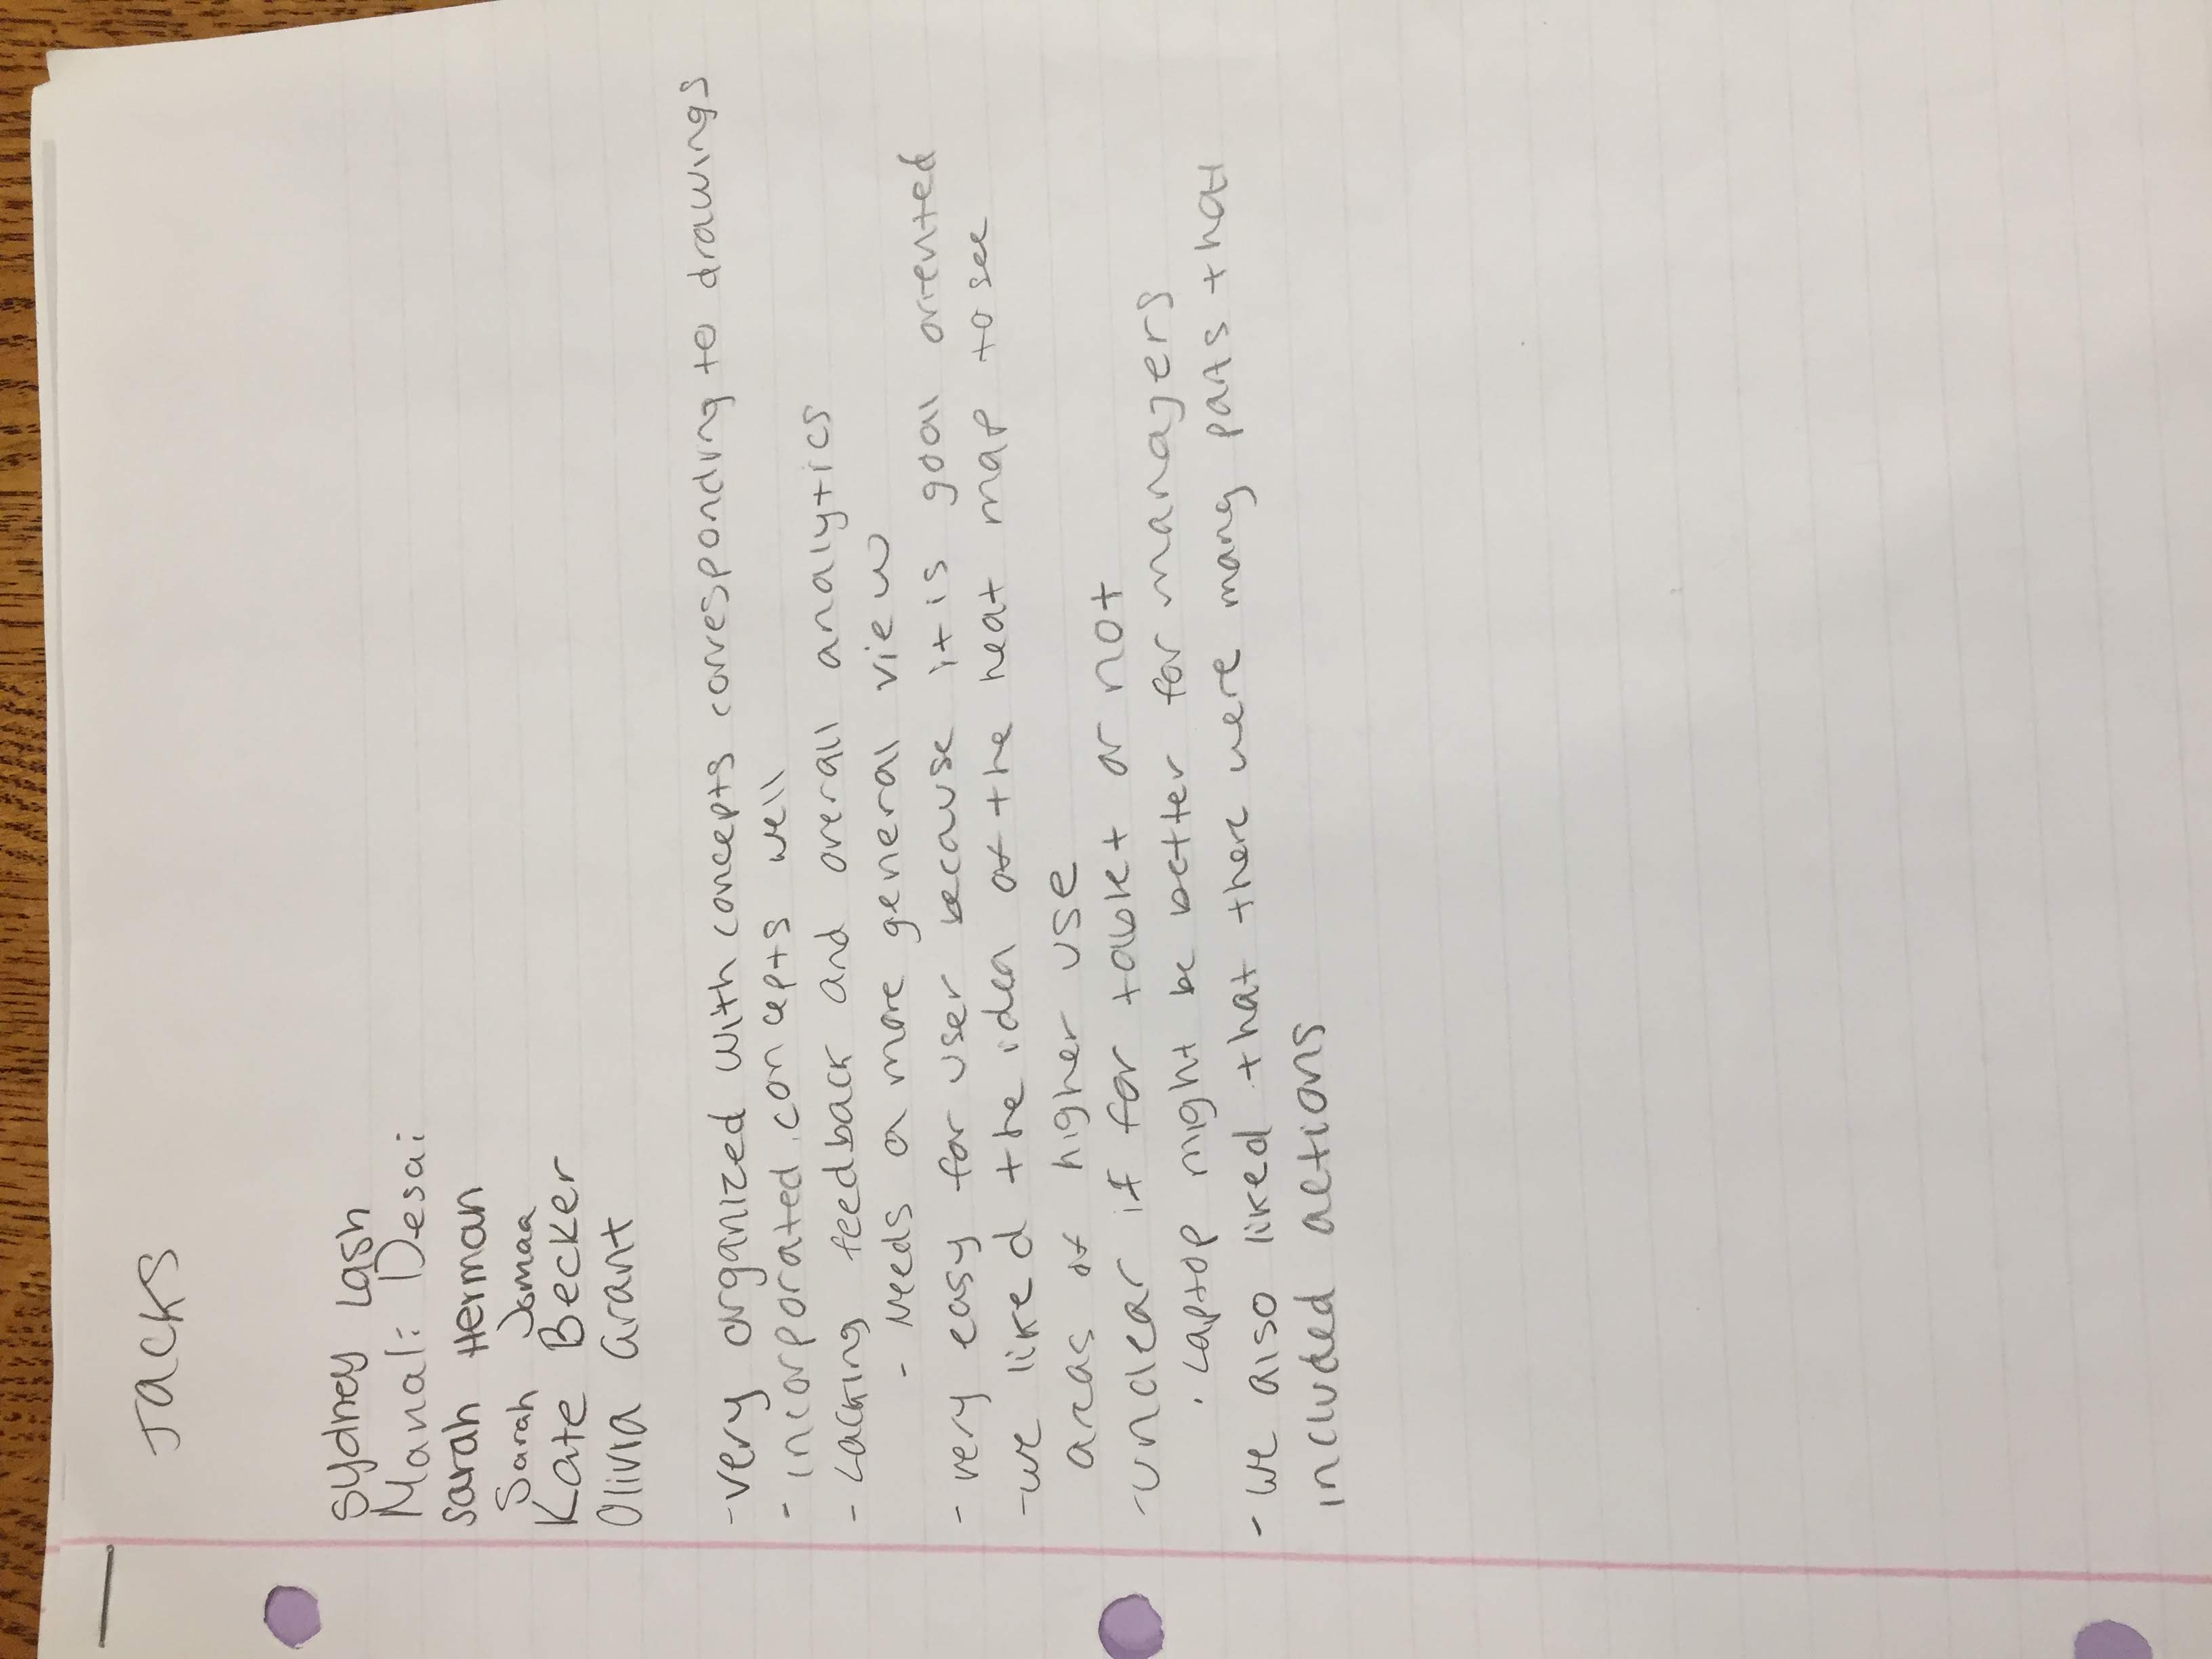 JACKS
Sydney Lash
Manali Desai
Sarah Herman
Sarah Jomaa
Kate Becker
Olivia Grant
-very organized with concepts corresponding to drawings
- incorporated concepts well
- Lacking feedback and overall analytics
- Needs a more general view
- very easy for user because it is goal oriented
-we liked the idea of the heat map to see
areas of higher use
-unclear if for tablet or not
· Laptop might be better for managers
- we also liked that there were many parts that
included actions